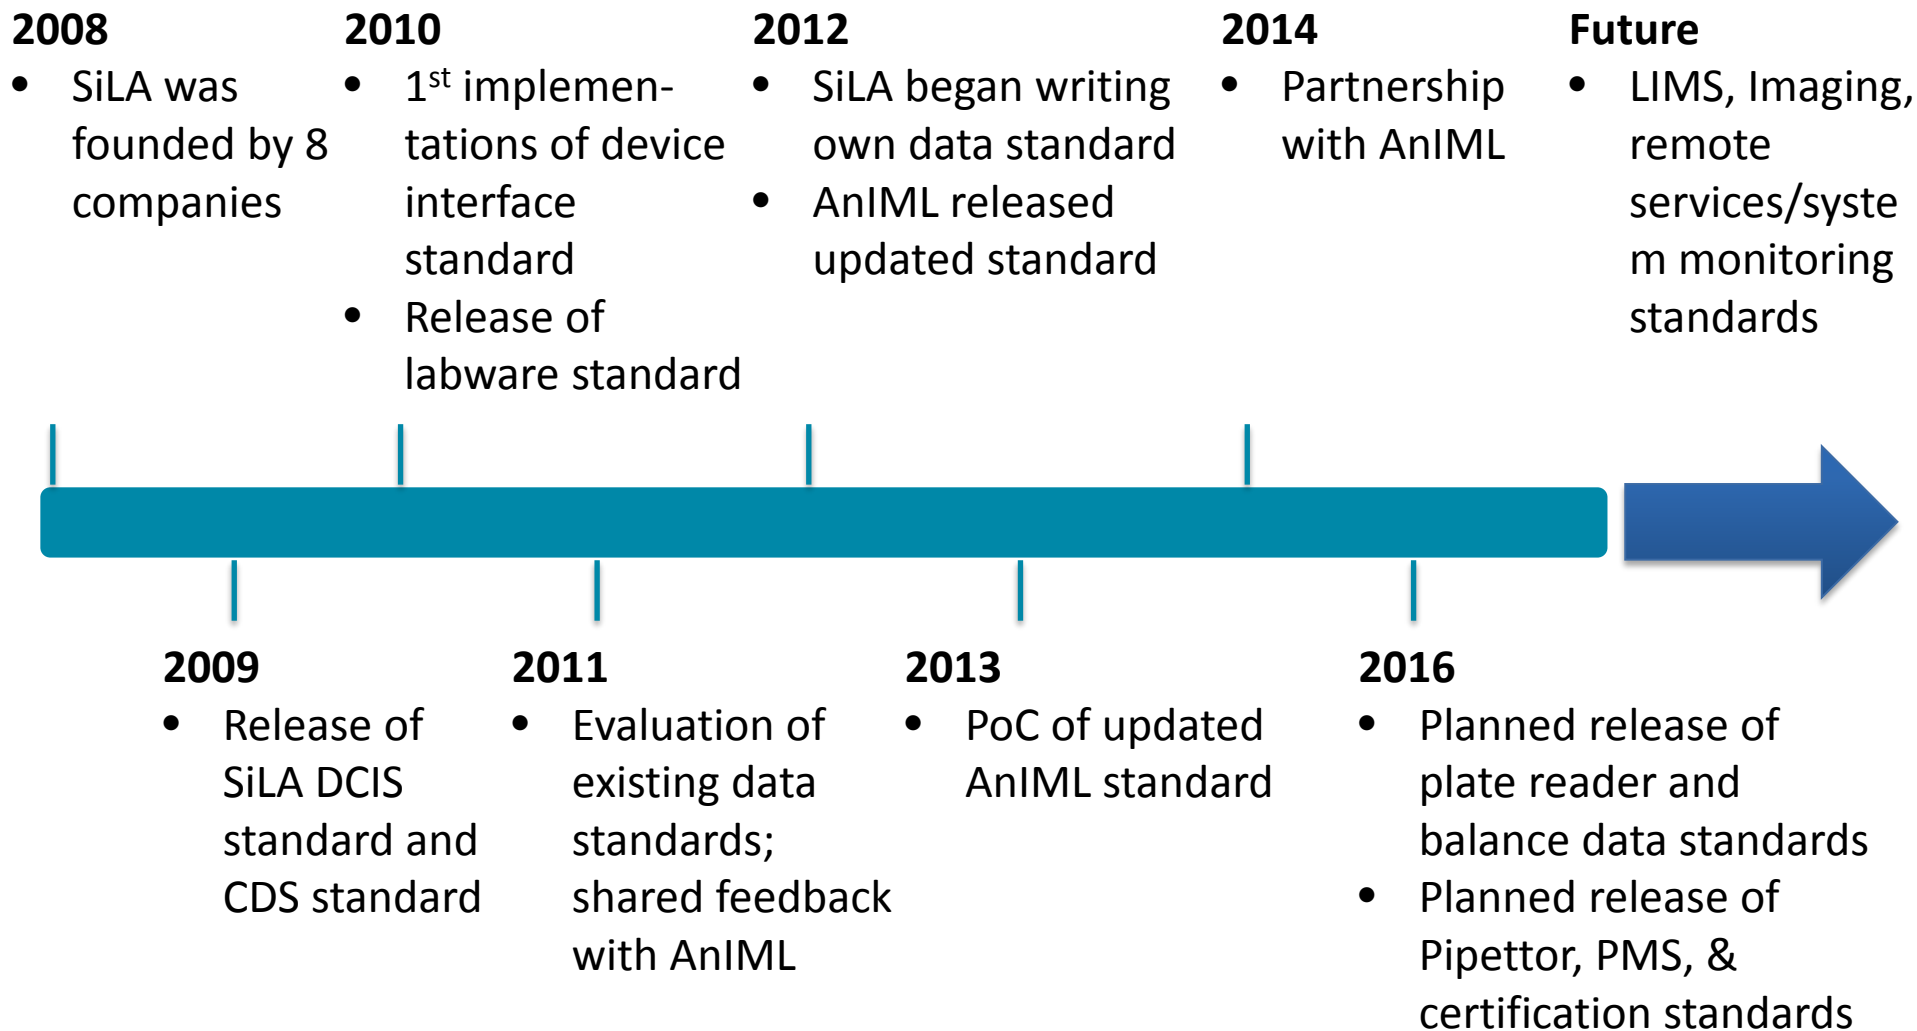 2008
• SiLA was
founded by 8
companies
2010
• 1st implemen-
tations of device
interface
standard
• Release of
labware standard
2012
• SiLA began writing
own data standard
• AnIML released
updated standard
2014
• Partnership
with AnIML
Future
• LIMS, Imaging,
remote
services/syste
m monitoring
standards
2009
• Release of
SiLA DCIS
standard and
CDS standard
2011
• Evaluation of
existing data
standards;
shared feedback
with AnIML
2013
• PoC of updated
AnIML standard
2016
• Planned release of
plate reader and
balance data standards
• Planned release of
Pipettor, PMS, &
certification standards